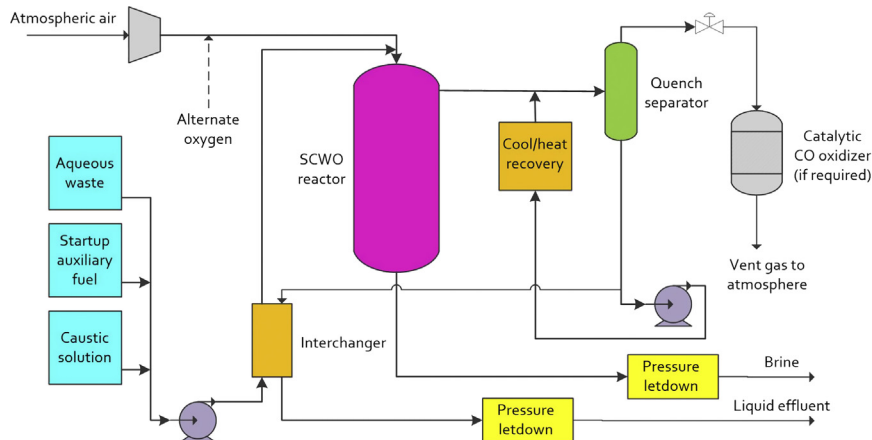 Atmospheric air
Alternate
oxygen
SCWO
reactor
Cool/heat
recovery
Quench
separator
Catalytic
CO oxidizer
(if required)
Vent gas to
atmosphere
Aqueous
waste
Startup
auxiliary
fuel
Caustic
solution
Interchanger
Pressure
letdown
Brine
Pressure
letdown
Liquid effluent